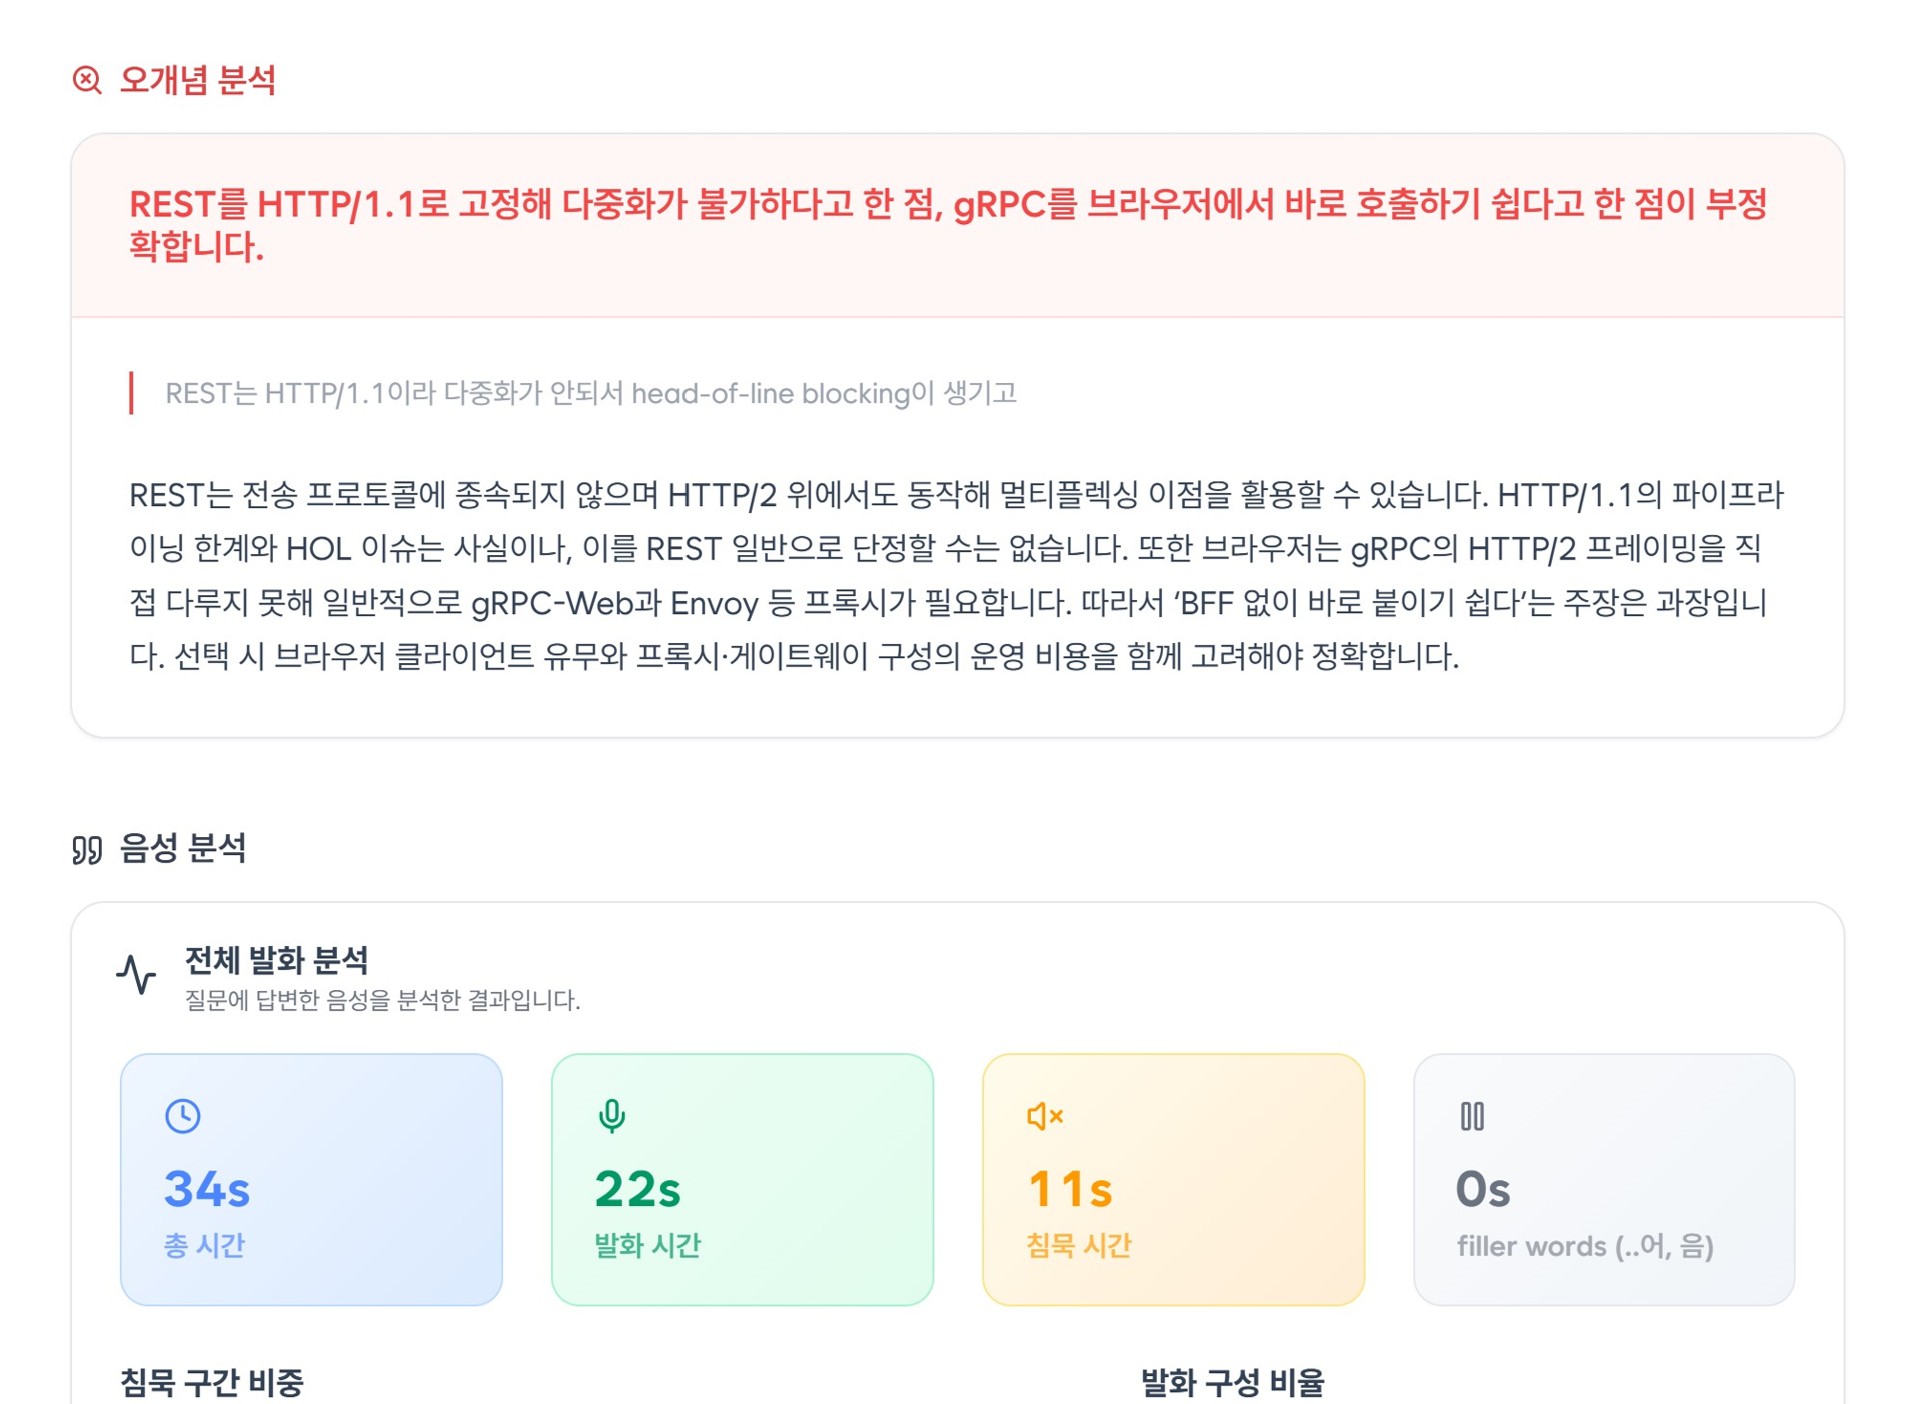 오개념 분석
REST를 HTTP/1.1로 고정해 다중화가 불가하다고 한 점, gRPC를 브라우저에서 바로 호출하기 쉽다고 한 점이 부정
확합니다.
REST는 HTTP/1.1이라 다중화가 안되서 head-of-line blocking이 생기고
REST는 전송 프로토콜에 종속되지 않으며 HTTP/2 위에서도 동작해 멀티플렉싱 이점을 활용할 수 있습니다. HTTP/1.1의 파이프라
이닝 한계와 HOL 이슈는 사실이나, 이를 REST 일반으로 단정할 수는 없습니다. 또한 브라우저는 gRPC의 HTTP/2 프레이밍을 직
접 다루지 못해 일반적으로 gRPC-Web과 Envoy 등 프록시가 필요합니다. 따라서 ‘BFF 없이 바로 붙이기 쉽다’는 주장은 과장입니
다. 선택 시 브라우저 클라이언트 유무와 프록시·게이트웨이 구성의 운영 비용을 함께 고려해야 정확합니다.
음성 분석
전체 발화 분석
질문에 답변한 음성을 분석한 결과입니다.
34s
총 시간
22s
발화 시간
11s
침묵 시간
0s
filler words (..어, 음)
침묵 구간 비중
발화 구성 비율